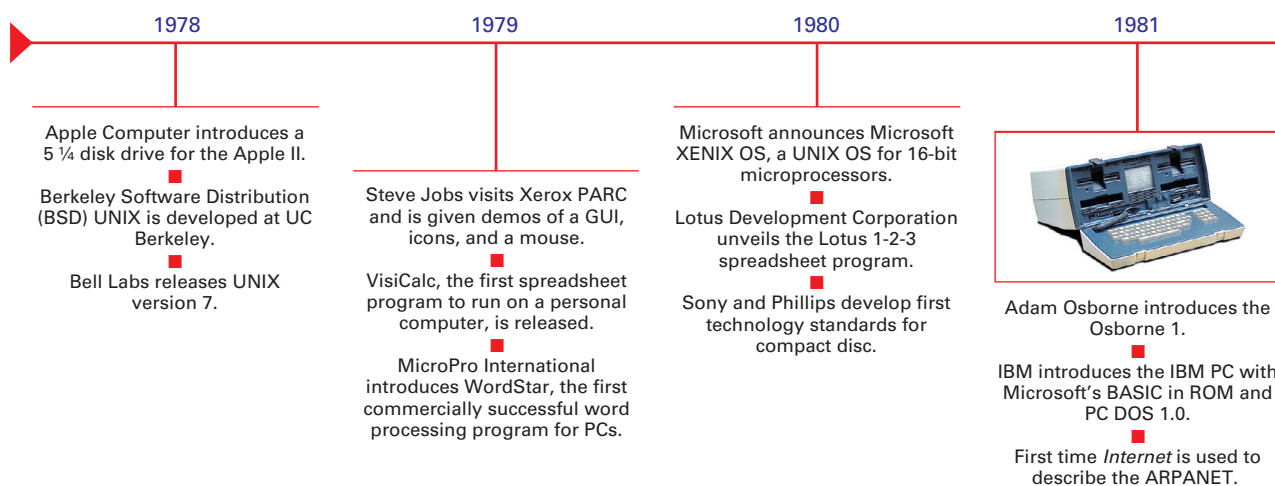 1978
Apple Computer introduces a
5 ¼ disk drive for the Apple II.
Berkeley Software Distribution
(BSD) UNIX is developed at UC
Berkeley.
Bell Labs releases UNIX
version 7.
1979
Steve Jobs visits Xerox PARC
and is given demos of a GUI,
icons, and a mouse.
VisiCalc, the first spreadsheet
program to run on a personal
computer, is released.
MicroPro International
introduces WordStar, the first
commercially successful word
processing program for PCs.
1980
Microsoft announces Microsoft
XENIX OS, a UNIX OS for 16-bit
microprocessors.
Lotus Development Corporation
unveils the Lotus 1-2-3
spreadsheet program.
Sony and Phillips develop first
technology standards for
compact disc.
1981
Adam Osborne introduces the
Osborne 1.
IBM introduces the IBM PC with
Microsoft's BASIC in ROM and
PC DOS 1.0.
First time Internet is used to
describe the ARPANET.